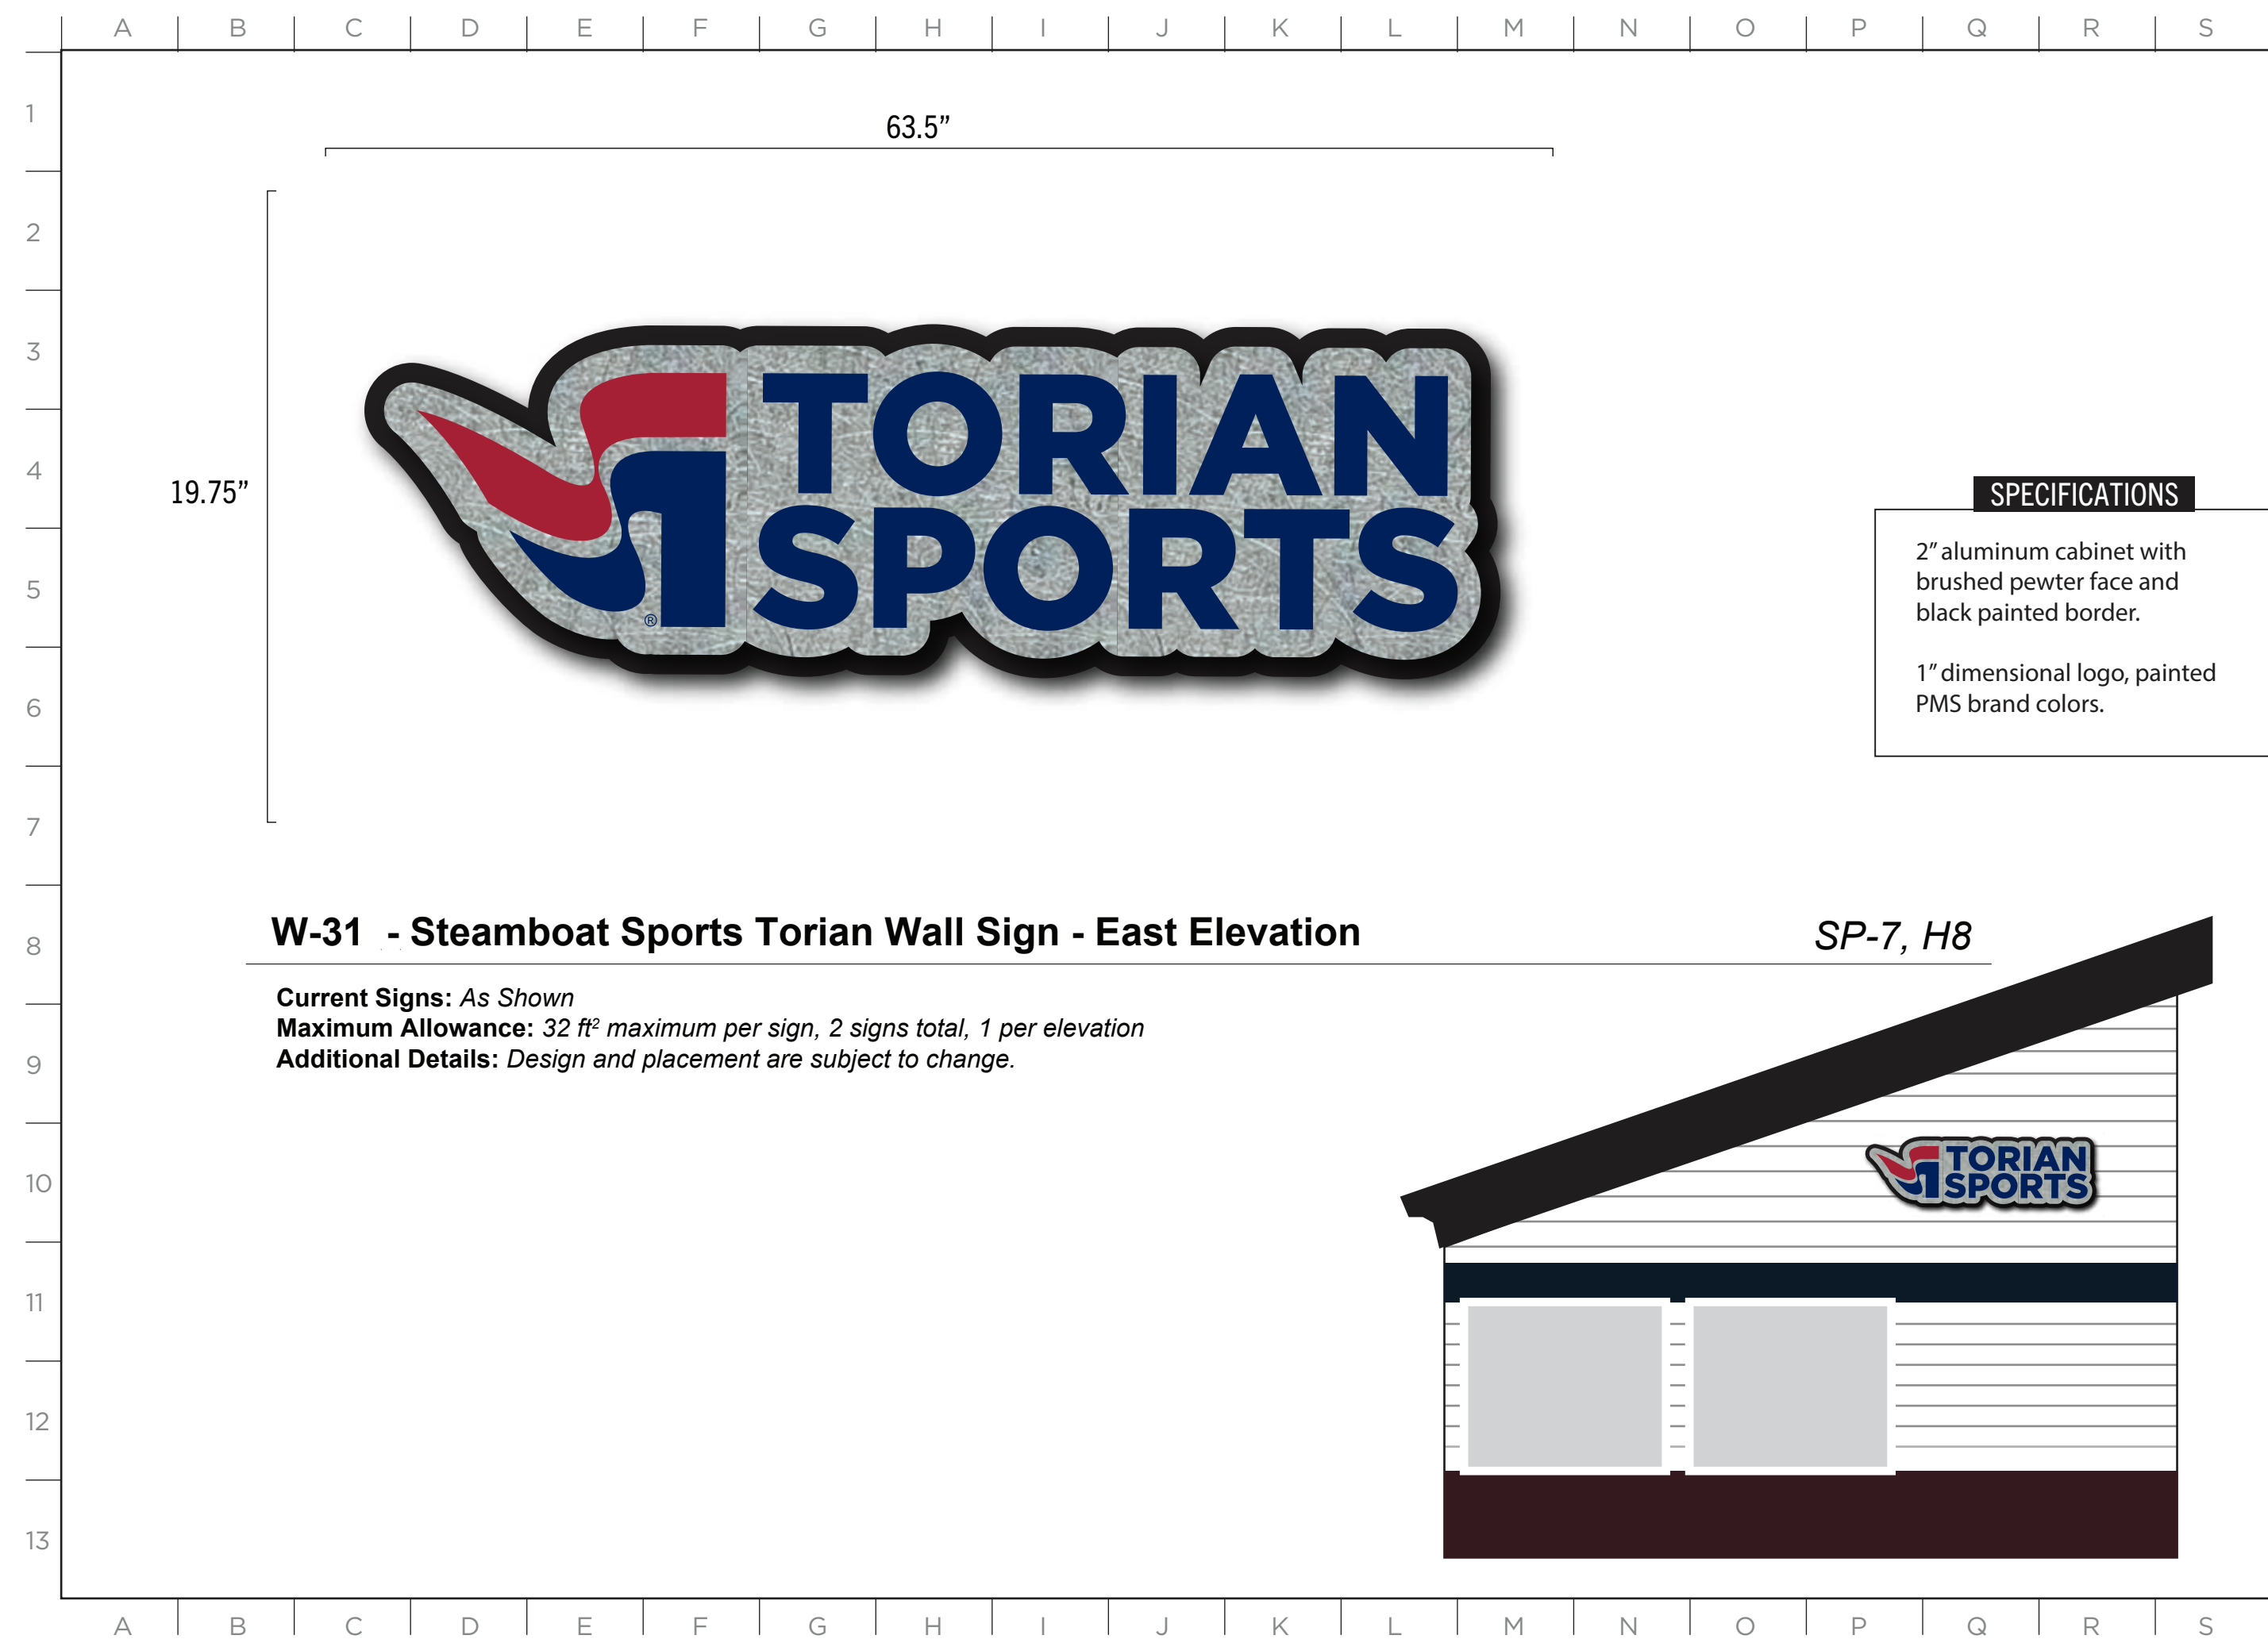 A B C D E F G H I J K L M N O P Q R S
1
63.5”
2
3
TORIAN
4
19.75”
SPECIFICATIONS
SPORTS
®
5
2” aluminum cabinet with
brushed pewter face and
black painted border.
1” dimensional logo, painted
PMS brand colors.
6
7
8
W-31 - Steamboat Sports Torian Wall Sign - East Elevation
SP-7, H8
Current Signs: As Shown
Maximum Allowance: 32 ft² maximum per sign, 2 signs total, 1 per elevation
Additional Details: Design and placement are subject to change.
9
10
TORIAN
SPORTS
11
12
13
A B C D E F G H I J K L M N O P Q R S